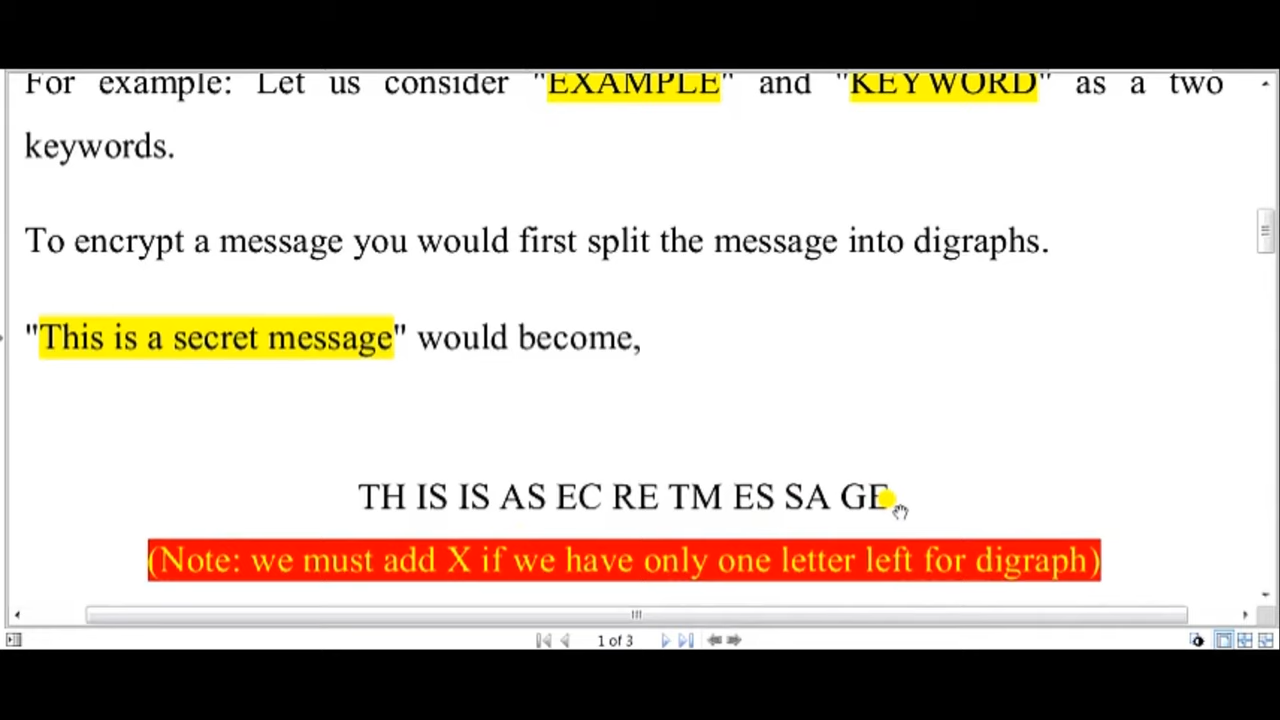 For example: Let us consider "EXAMPLE" and "KEYWORD" as a two
keywords.
To encrypt a message you would first split the message into digraphs.
"This is a secret message" would become,
TH IS IS AS EC RE TM ES SA GE
(Note: we must add X if we have only one letter left for digraph)
1 of 3